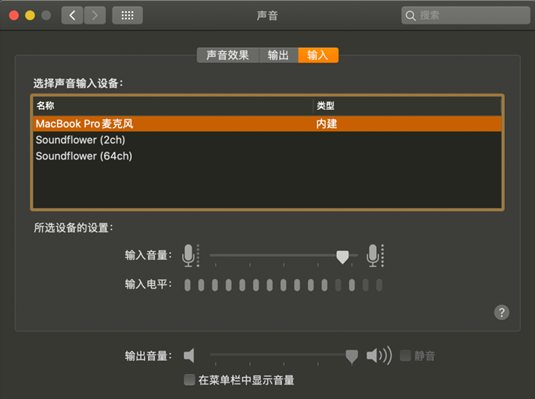 声音
搜索
声音效果 输出 输入
选择声音输入设备：
名称 类型
MacBook Pro麦克风 内建
Soundflower (2ch)
Soundflower (64ch)
所选设备的设置：
输入音量：
输入电平：
?
输出音量： 静音
在菜单栏中显示音量